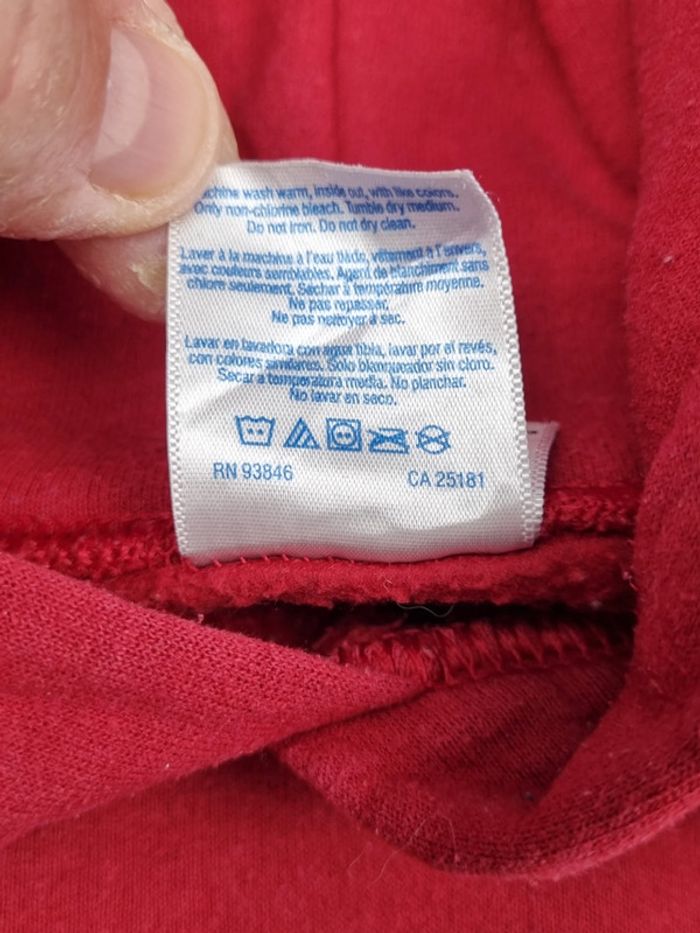 achine wash warm, inside out, with like colors.
Only non-chlorine bleach. Tumble dry medium.
Do not iron. Do not dry clean.
Laver à la machine à l'eau tiède, vêtement à l'envers,
avec couleurs semblables. Agent de blanchiment sans
chlore seulement. Sécher à température moyenne.
Ne pas repasser.
Ne pas nettoyer à sec.
Lavar en lavadora con agua tibia, lavar por el revés,
con colores similares. Solo blanqueador sin cloro.
Secar a temperatura media. No planchar.
No lavar en seco.
RN 93846 CA 25181